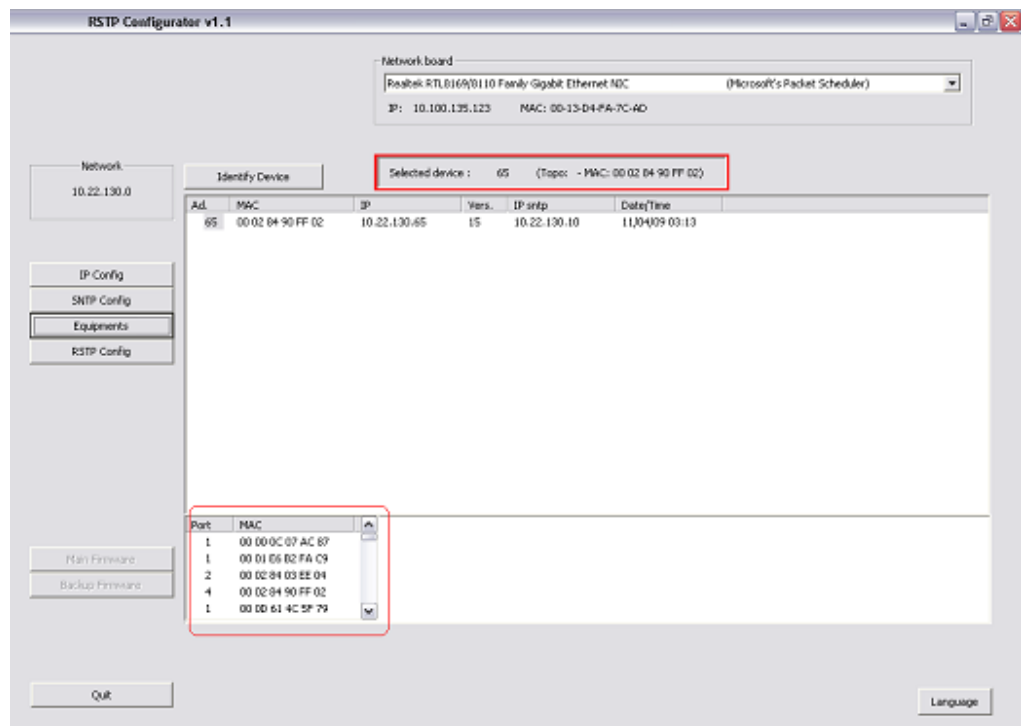 RSTP Configurator v1.1
Network board
Realtek RTL8169/8110 Family Gigabit Ethernet NIC (Microsoft's Packet Scheduler)
IP: 10.100.135.123 MAC: 00-13-D4-FA-7C-AD
Network
10.22.130.0
Identify Device
Selected device : 65 (Topo: - MAC: 00 02 84 90 FF 02)
Ad. MAC IP Vers. IP sntp Date/Time
65 00 02 84 90 FF 02 10.22.130.65 15 10.22.130.10 11/04/09 03:13
IP Config
SNTP Config
Equipments
RSTP Config
Port MAC
1 00 00 0C 07 AC 87
1 00 01 E6 B2 FA C9
2 00 02 84 03 EE 04
4 00 02 84 90 FF 02
1 00 0D 61 4C 5F 79
Main Firmware
Backup Firmware
Quit
Language